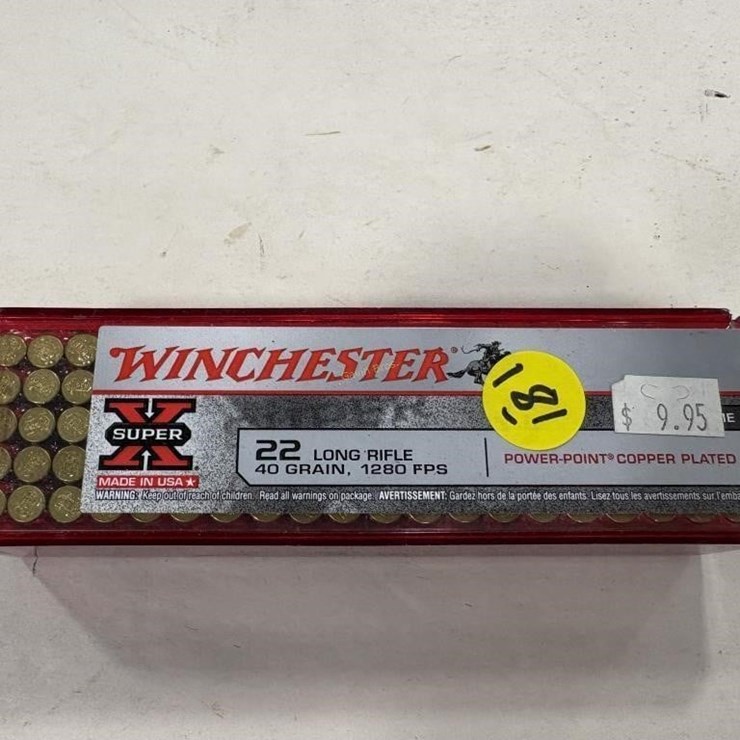 WINCHESTER®
181
$ 9.95
SUPER X
22 LONG RIFLE
40 GRAIN, 1280 FPS
POWER-POINT® COPPER PLATED
MADE IN USA★
WARNING: Keep out of reach of children. Read all warnings on package. AVERTISSEMENT: Gardez hors de la portée des enfants. Lisez tous les avertissements sur